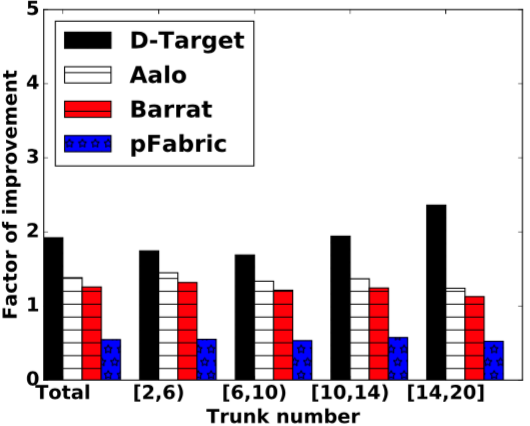 5
4
3
2
1
0
Factor of improvement
D-Target
Aalo
Barrat
pFabric
Total [2,6) [6,10) [10,14) [14,20]
Trunk number